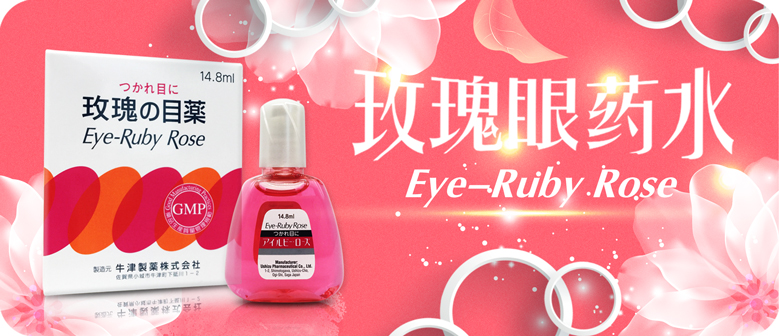 つかれ目に
14.8ml
玫瑰の目薬
Eye-Ruby Rose
GMP
製造元 牛津製薬株式会社
14.8ml
Eye-Ruby Rose
つかれ目に
アイルビーローズ
Manufacturer:
Ushizu Pharmaceutical Co., Ltd.
玫瑰眼药水
Eye-Ruby Rose